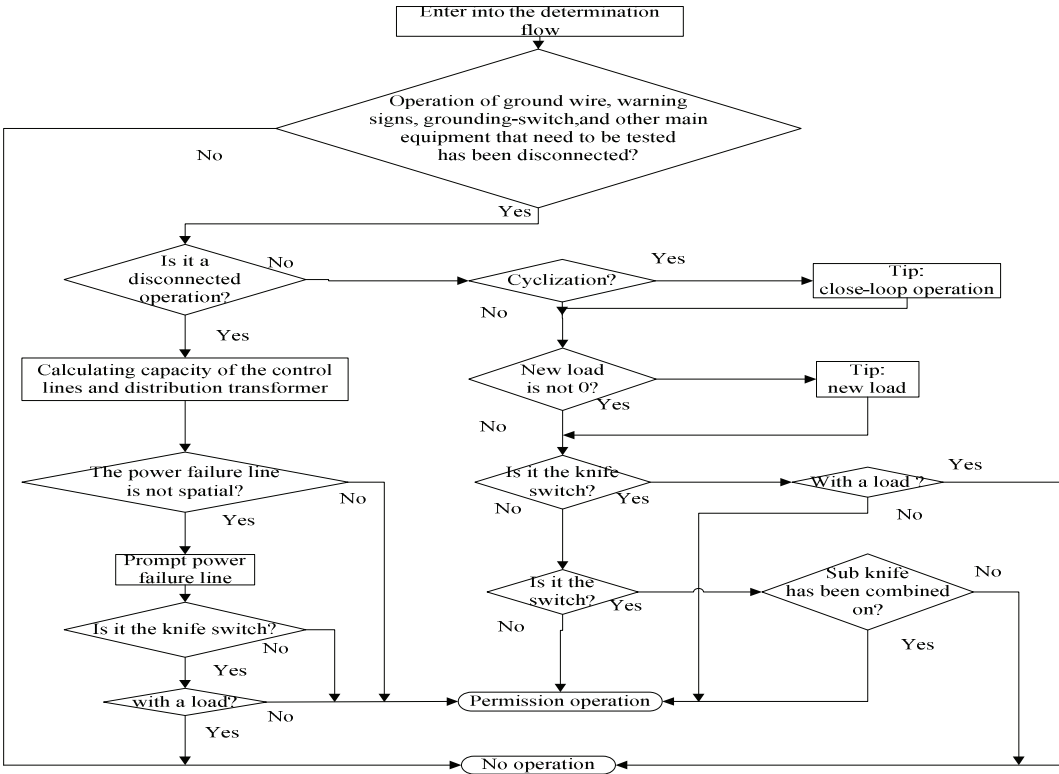 Enter into the determination
flow
Operation of ground wire, warning
signs, grounding-switch,and other main
equipment that need to be tested
has been disconnected?
No
Yes
Is it a
disconnected
operation?
No
Cyclization?
Yes
Tip:
close-loop operation
No
Yes
Calculating capacity of the control
lines and distribution transformer
New load
is not 0?
Yes
Tip:
new load
No
The power failure line
is not spatial?
No
Yes
Is it the knife
switch?
Yes
No
With a load ?
Yes
No
Prompt power
failure line
Is it the
switch?
Yes
No
Sub knife
has been combined
on?
No
Yes
Is it the knife switch?
No
Yes
with a load?
No
Yes
Permission operation
No operation